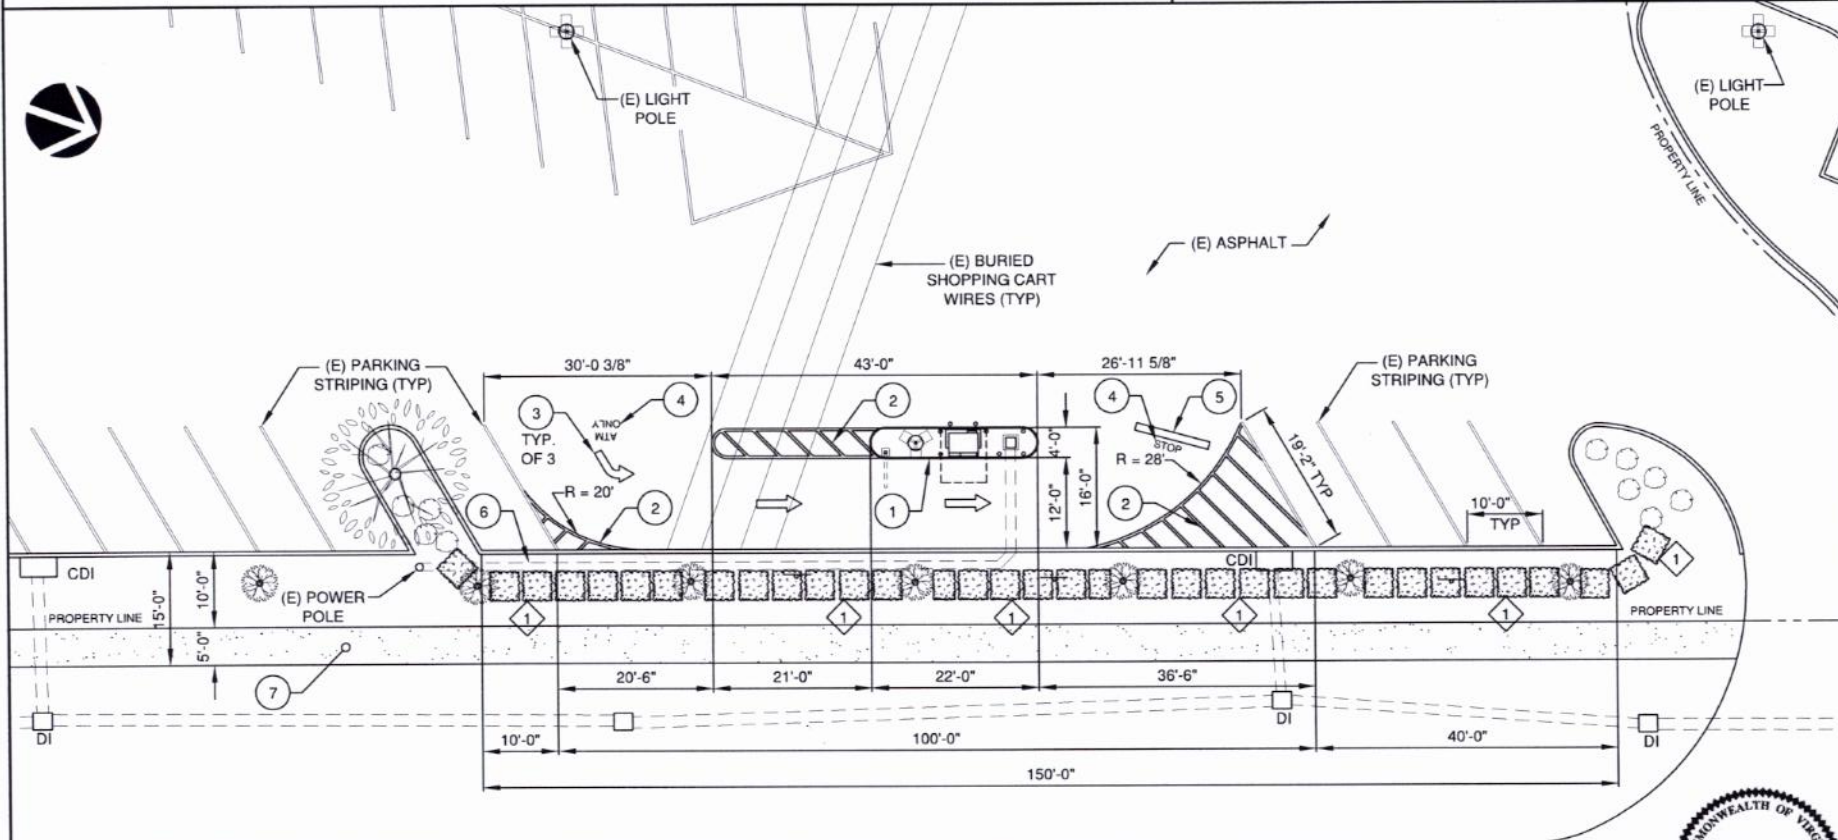 (E) LIGHT
POLE
(E) LIGHT
POLE
PROPERTY LINE
(E) ASPHALT
(E) BURIED
SHOPPING CART
WIRES (TYP)
(E) PARKING
STRIPING (TYP)
30'-0 3/8"
43'-0"
26'-11 5/8"
(E) PARKING
STRIPING (TYP)
3
TYP.
OF 3
ATM
ONLY
4
2
4
5
STOP
R = 28'
19'-2" TYP
4'-0"
16'-0"
12'-0"
R = 20'
6
2
1
2
10'-0"
TYP
CDI
CDI
(E) POWER
POLE
PROPERTY LINE
15'-0"
10'-0"
5'-0"
1
1
1
1
1
1
PROPERTY LINE
7
20'-6"
21'-0"
22'-0"
36'-6"
DI
DI
DI
10'-0"
100'-0"
40'-0"
150'-0"